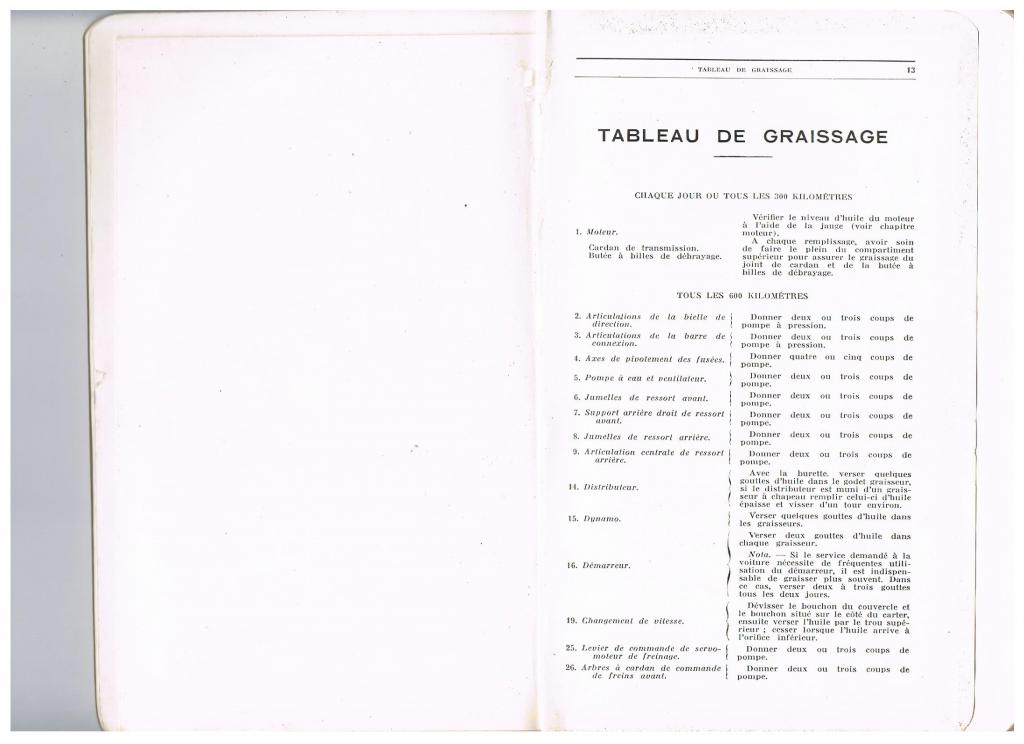 TABLEAU DE GRAISSAGE 13
TABLEAU DE GRAISSAGE
CHAQUE JOUR OU TOUS LES 300 KILOMÈTRES
1. Moteur.
Cardan de transmission.
Butée à billes de débrayage.
Vérifier le niveau d'huile du moteur
à l'aide de la jauge (voir chapitre
moteur).
A chaque remplissage, avoir soin
de faire le plein du compartiment
supérieur pour assurer le graissage du
joint de cardan et de la butée à
billes de débrayage.
TOUS LES 600 KILOMÈTRES
2. Articulations de la bielle de
direction.
Donner deux ou trois coups de
pompe à pression.
3. Articulations de la barre de
connexion.
Donner deux ou trois coups de
pompe à pression.
4. Axes de pivotement des fusées.
Donner quatre ou cinq coups de
pompe.
5. Pompe à eau et ventilateur.
Donner deux ou trois coups de
pompe.
6. Jumelles de ressort avant.
Donner deux ou trois coups de
pompe.
7. Support arrière droit de ressort
avant.
Donner deux ou trois coups de
pompe.
8. Jumelles de ressort arrière.
Donner deux ou trois coups de
pompe.
9. Articulation centrale de ressort
arrière.
Donner deux ou trois coups de
pompe.
14. Distributeur.
Avec la burette, verser quelques
gouttes d'huile dans le godet graisseur,
si le distributeur est muni d'un grais-
seur à chapeau remplir celui-ci d'huile
épaisse et visser d'un tour environ.
15. Dynamo.
Verser quelques gouttes d'huile dans
les graisseurs.
16. Démarreur.
Verser deux gouttes d'huile dans
chaque graisseur.
Nota. — Si le service demandé à la
voiture nécessite de fréquentes utili-
sation du démarreur, il est indispen-
sable de graisser plus souvent. Dans
ce cas, verser deux à trois gouttes
tous les deux jours.
19. Changement de vitesse.
Dévisser le bouchon du couvercle et
le bouchon situé sur le côté du carter,
ensuite verser l'huile par le trou supé-
rieur ; cesser lorsque l'huile arrive à
l'orifice inférieur.
25. Levier de commande de servo-
moteur de freinage.
Donner deux ou trois coups de
pompe.
26. Arbres à cardan de commande
de freins avant.
Donner deux ou trois coups de
pompe.